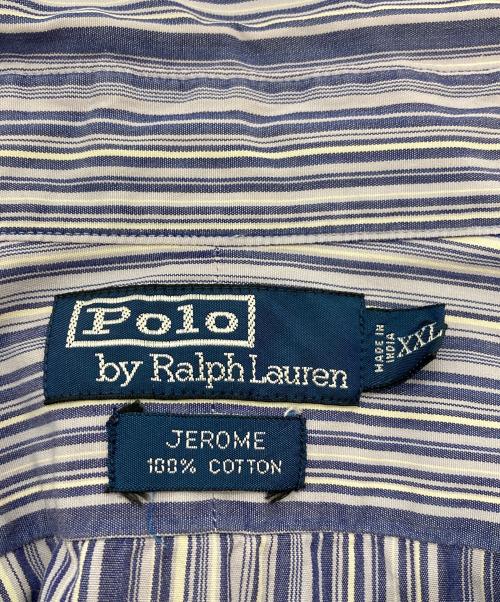 Polo
by Ralph Lauren
MADE IN
INDIA
XXL
JEROME
100% COTTON